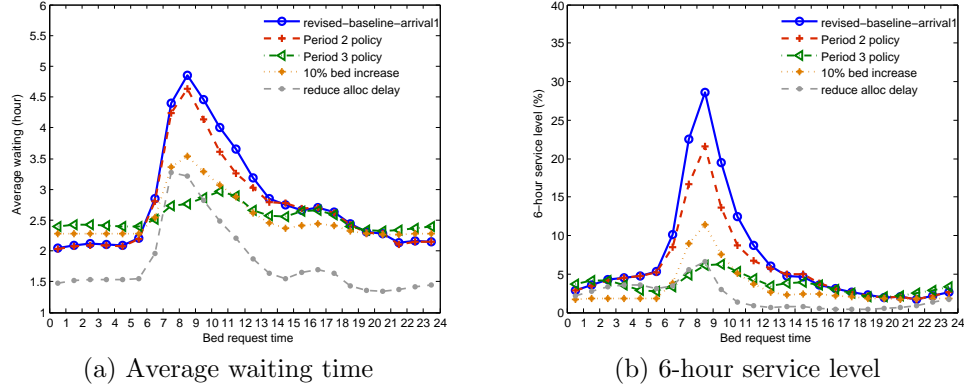 6
5.5
5
4.5
4
3.5
3
2.5
2
1.5
1
Average waiting (hour)
0 1 2 3 4 5 6 7 8 9 10 11 12 13 14 15 16 17 18 19 20 21 22 23 24
Bed request time
revised-baseline-arrival1
Period 2 policy
Period 3 policy
10% bed increase
reduce alloc delay
(a) Average waiting time
40
35
30
25
20
15
10
5
0
6-hour service level (%)
0 1 2 3 4 5 6 7 8 9 10 11 12 13 14 15 16 17 18 19 20 21 22 23 24
Bed request time
revised-baseline-arrival1
Period 2 policy
Period 3 policy
10% bed increase
reduce alloc delay
(b) 6-hour service level